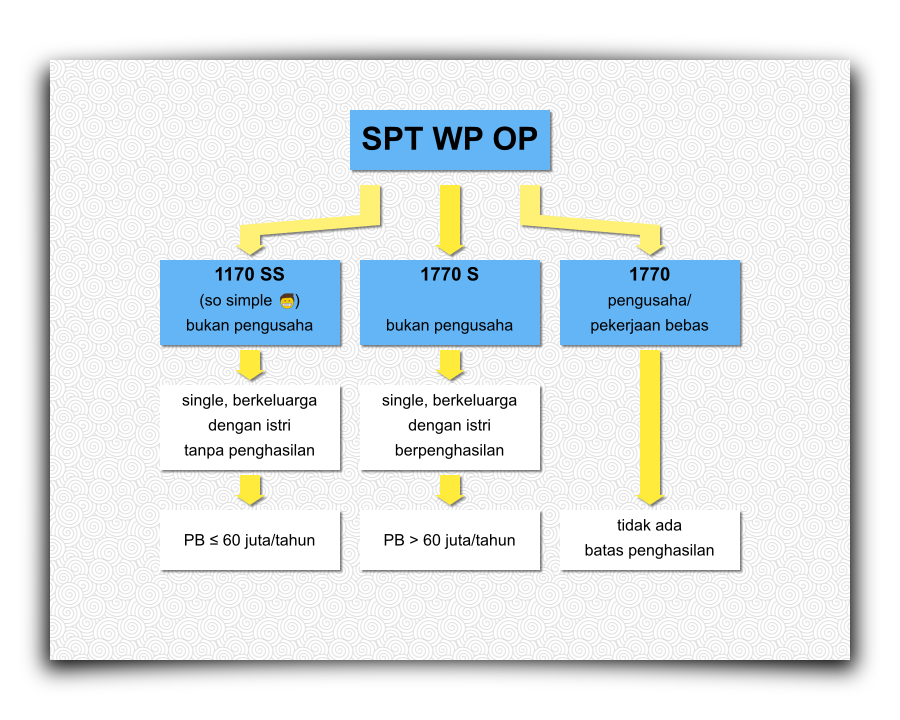 SPT WP OP
1170 SS
(so simple 😷)
bukan pengusaha
1770 S
bukan pengusaha
1770
pengusaha/
pekerjaan bebas
single, berkeluarga
dengan istri
tanpa penghasilan
single, berkeluarga
dengan istri
berpenghasilan
PB ≤ 60 juta/tahun
PB > 60 juta/tahun
tidak ada
batas penghasilan